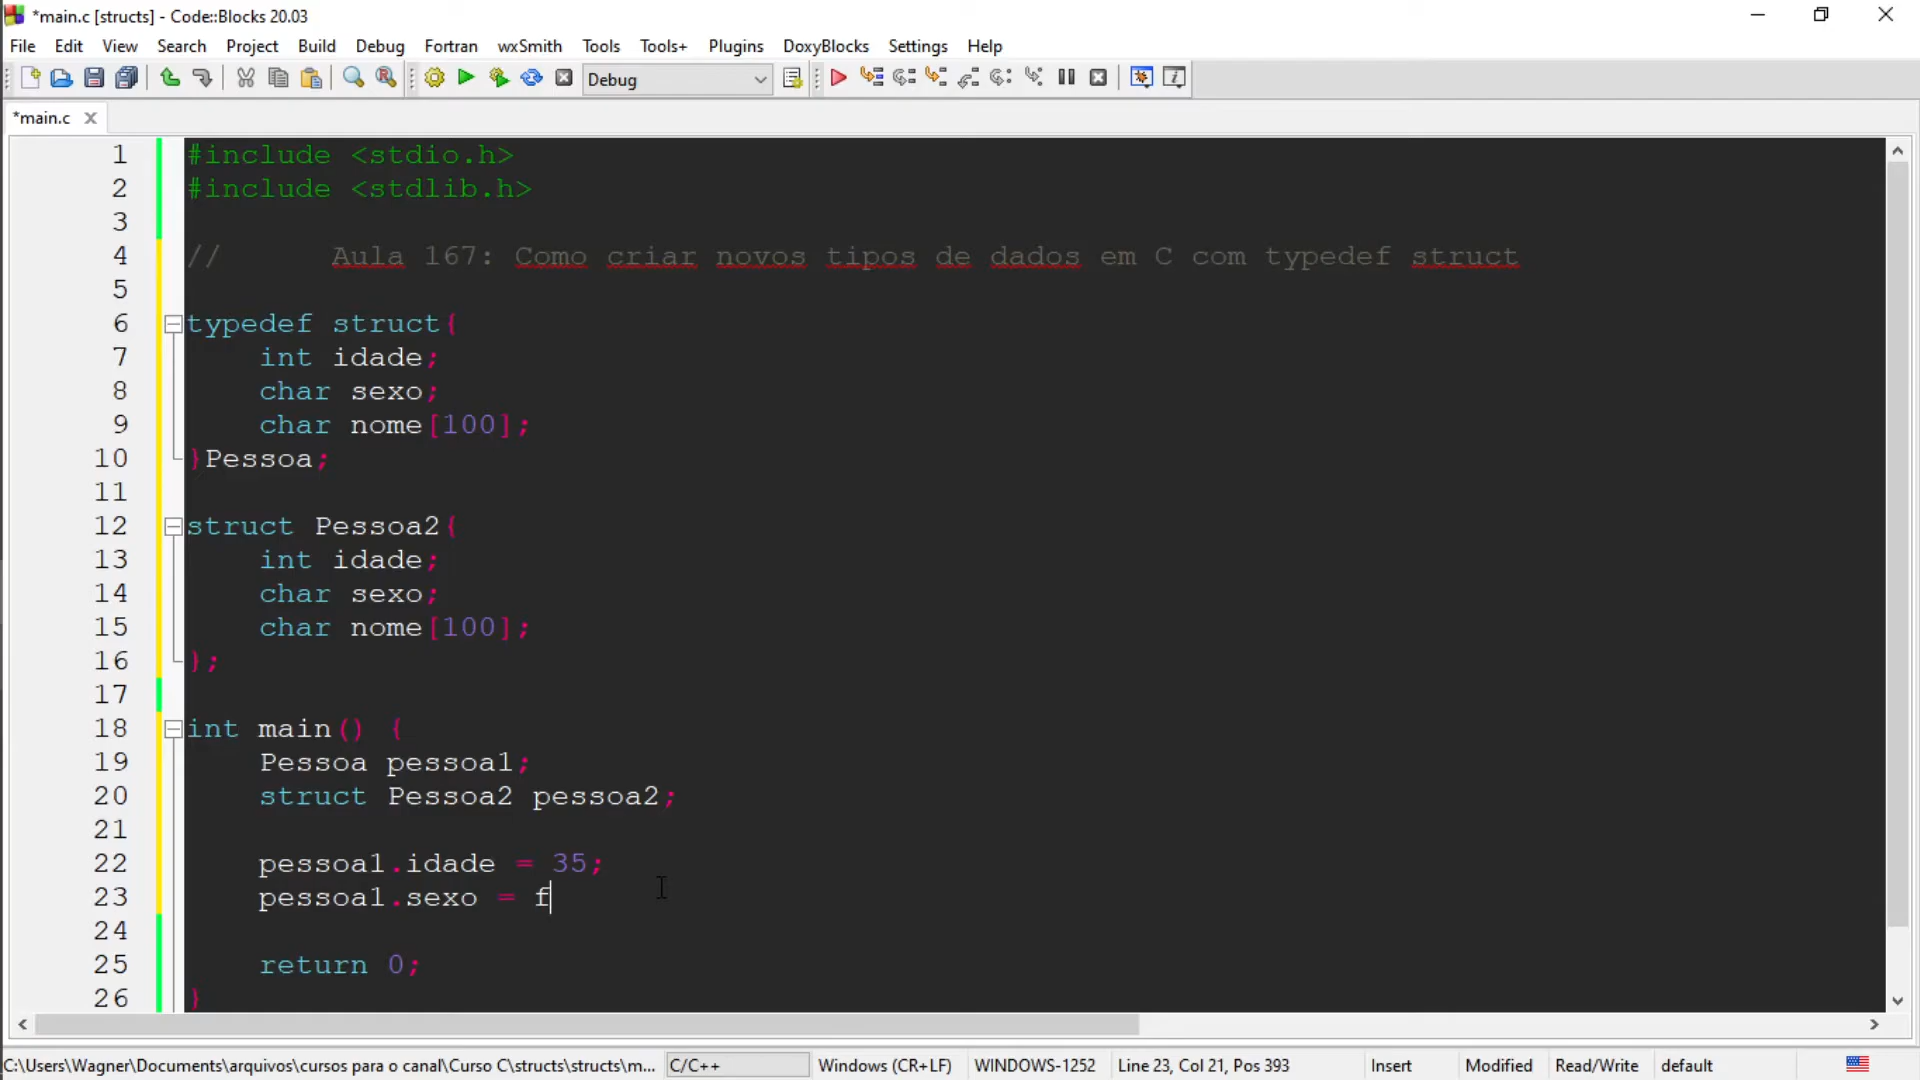 *main.c [structs] - Code::Blocks 20.03
File Edit View Search Project Build Debug Fortran wxSmith Tools Tools+ Plugins DoxyBlocks Settings Help
Debug
*main.c
1 #include <stdio.h>
2 #include <stdlib.h>
3
4 // Aula 167: Como criar novos tipos de dados em C com typedef struct
5
6 typedef struct{
7 int idade;
8 char sexo;
9 char nome[100];
10 }Pessoa;
11
12 struct Pessoa2{
13 int idade;
14 char sexo;
15 char nome[100];
16 };
17
18 int main() {
19 Pessoa pessoa1;
20 struct Pessoa2 pessoa2;
21
22 pessoa1.idade = 35;
23 pessoa1.sexo = f
24
25 return 0;
26 }
C:\Users\Wagner\Documents\arquivos\cursos para o canal\Curso C\structs\structs\m... C/C++ Windows (CR+LF) WINDOWS-1252 Line 23, Col 21, Pos 393 Insert Modified Read/Write default